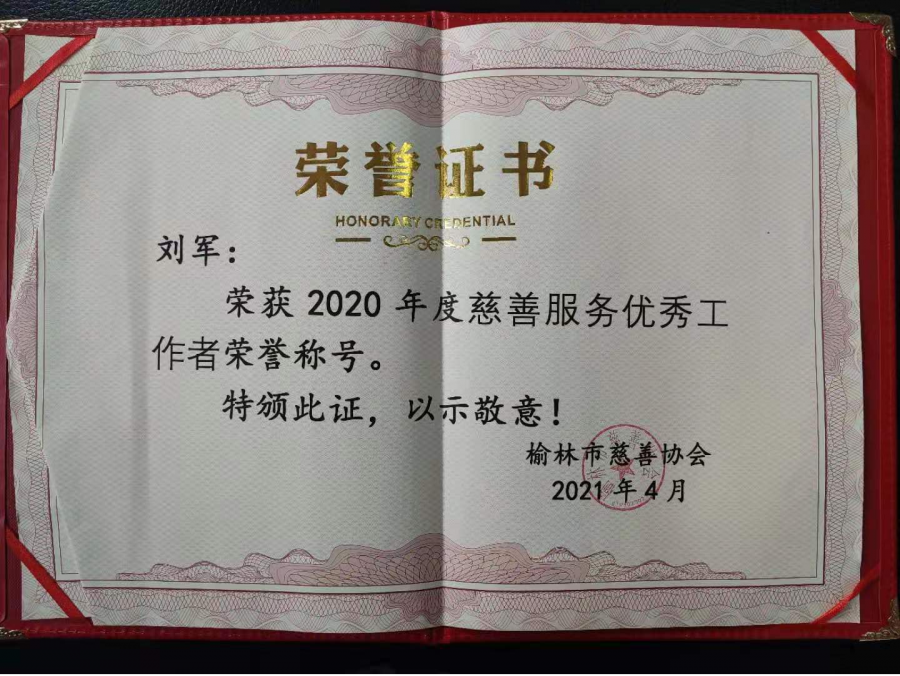 荣誉证书
HONORARY CREDENTIAL
刘军：
荣获 2020 年度慈善服务优秀工
作者荣誉称号。
特颁此证，以示敬意！
榆林市慈善协会
2021 年 4 月